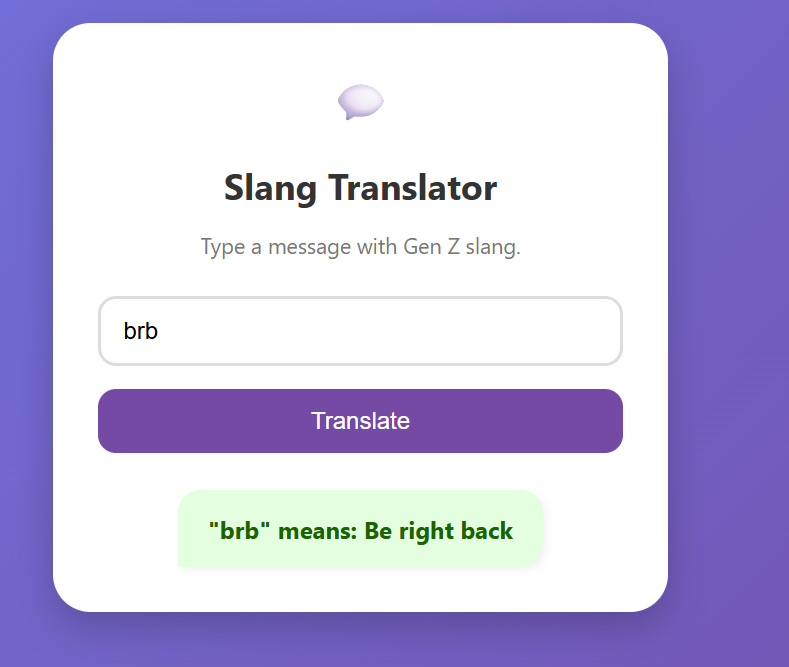 Slang Translator
Type a message with Gen Z slang.
brb
Translate
"brb" means: Be right back